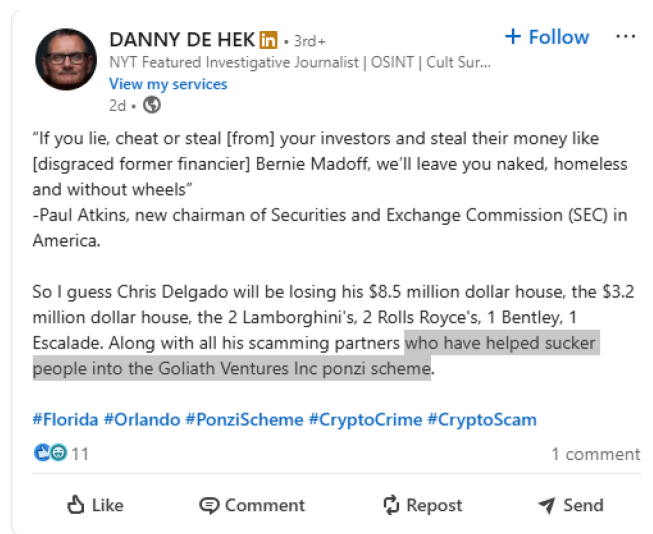 DANNY DE HEK in • 3rd+
+ Follow ...
NYT Featured Investigative Journalist | OSINT | Cult Sur...
View my services
2d •
“If you lie, cheat or steal [from] your investors and steal their money like
[disgraced former financier] Bernie Madoff, we’ll leave you naked, homeless
and without wheels”
-Paul Atkins, new chairman of Securities and Exchange Commission (SEC) in
America.
So I guess Chris Delgado will be losing his $8.5 million dollar house, the $3.2
million dollar house, the 2 Lamborghini's, 2 Rolls Royce's, 1 Bentley, 1
Escalade. Along with all his scamming partners who have helped sucker
people into the Goliath Ventures Inc ponzi scheme.
#Florida #Orlando #PonziScheme #CryptoCrime #CryptoScam
11
1 comment
Like
Comment
Repost
Send